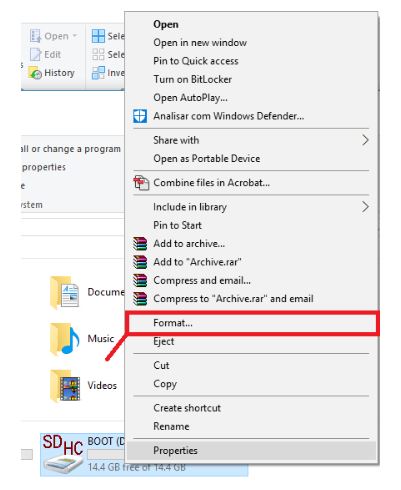 Open
Sele
Edit
Sele
History
Inve
all or change a program
properties
ystem
Docume
Music
Videos
Open
Open in new window
Pin to Quick access
Turn on BitLocker
Open AutoPlay...
Analisar com Windows Defender...
Share with
Open as Portable Device
Combine files in Acrobat...
Include in library
Pin to Start
Add to archive...
Add to "Archive.rar"
Compress and email...
Compress to "Archive.rar" and email
Format...
Eject
Cut
Copy
Create shortcut
Rename
Properties
SD HC
BOOT (D
14.4 GB free of 14.4 GB